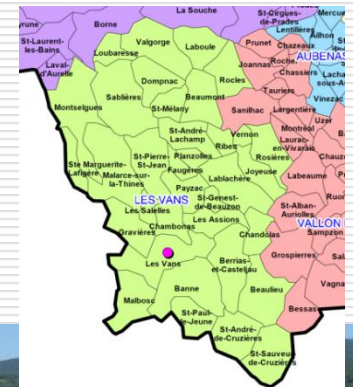 La Souche
St-Cirgues-
de-Prades
Mercue
Lentillères
yrune
Borne
Ailhon
St-Laurent-
les-Bains
Valgorge
Laboule
Prunet
Chazeaux
AUBENAS
Loubaresse
Rocher
Joannas
Chassiers
Laval-
d'Aurelle
Dompnac
Rocles
Tauriers
Vinezac
Montselgues
Sablières
Beaumont
St-Mélany
Sanilhac
Largentière
Uzer
St-André-
Lachamp
Vernon
Montréal
Ribes
Laurac-
en-Vivarais
Ste Marguerite-
Lafigère
St-Pierre-
St-Jean
Planzolles
Rosières
Chauz
Malarce-sur-
la-Thines
Faugères
Joyeuse
Labeaume
Lablachère
Payzac
LES VANS
St-Genest-
de-Beauzon
Les Salelles
St-Alban-
Auriolles
Les Assions
Chambonas
VALLON
Gravières
Chandolas
Sampzon
Les Vans
Berrias-
et-Casteljau
Grospierres
Banne
Beaulieu
Vagna
Malbosc
Bessas
St-Paul-
le-Jeune
St-André-
de-Cruzières
St-Sauveur-
de-Cruzières